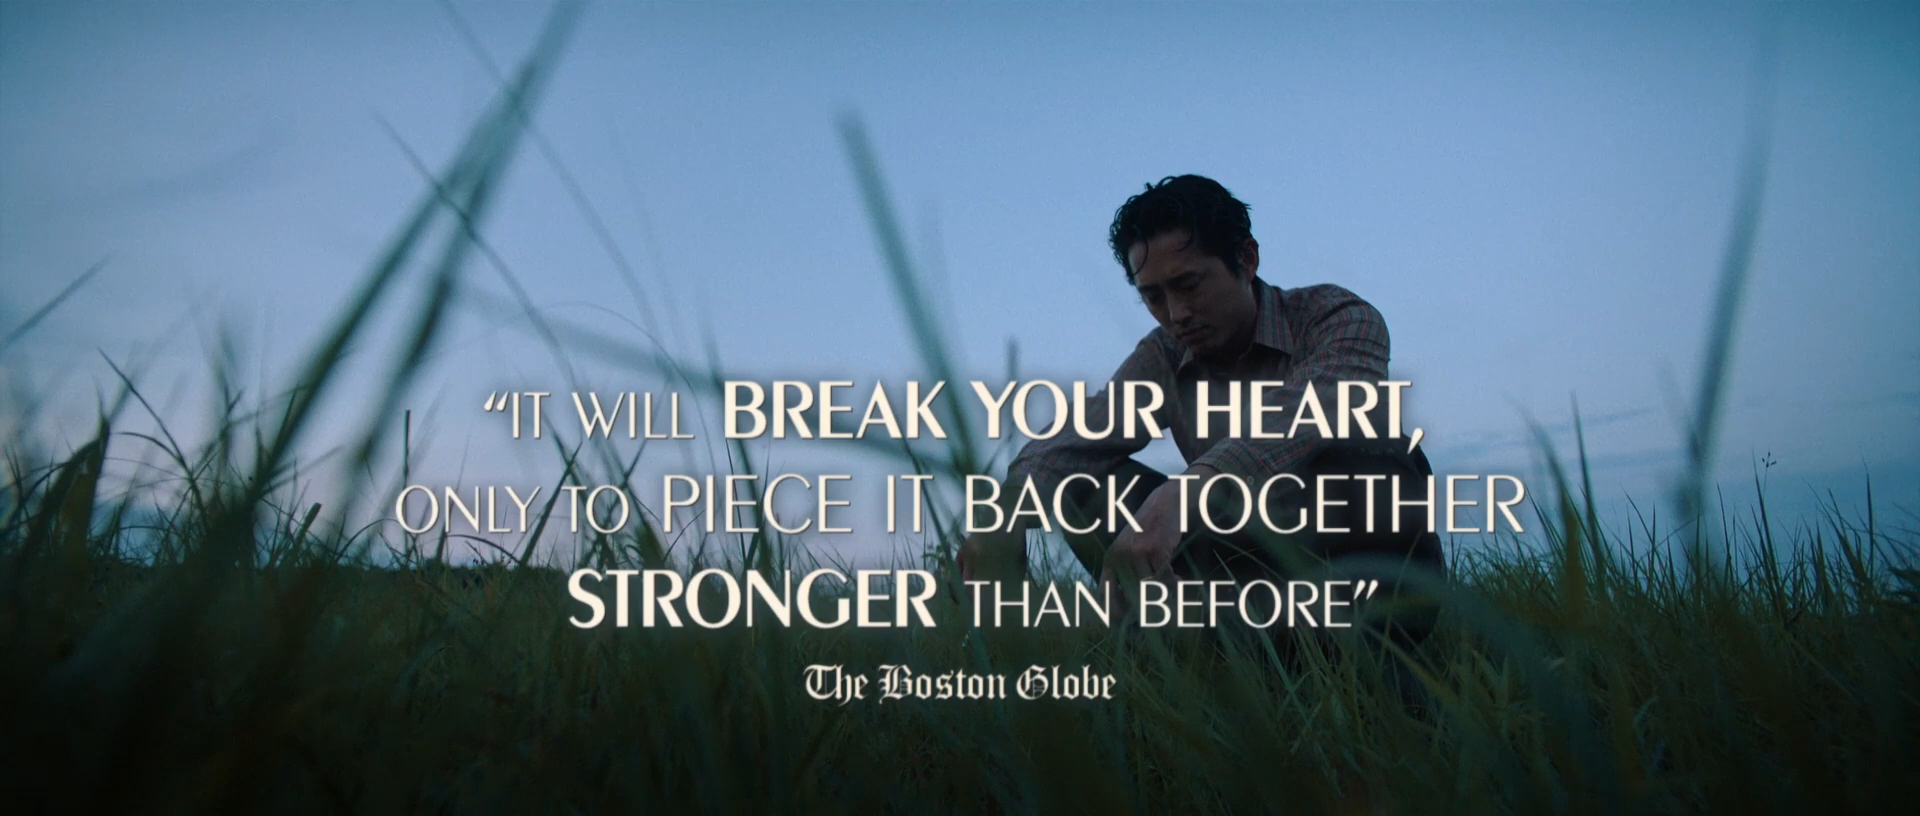 “IT WILL BREAK YOUR HEART,
ONLY TO PIECE IT BACK TOGETHER
STRONGER THAN BEFORE”
The Boston Globe